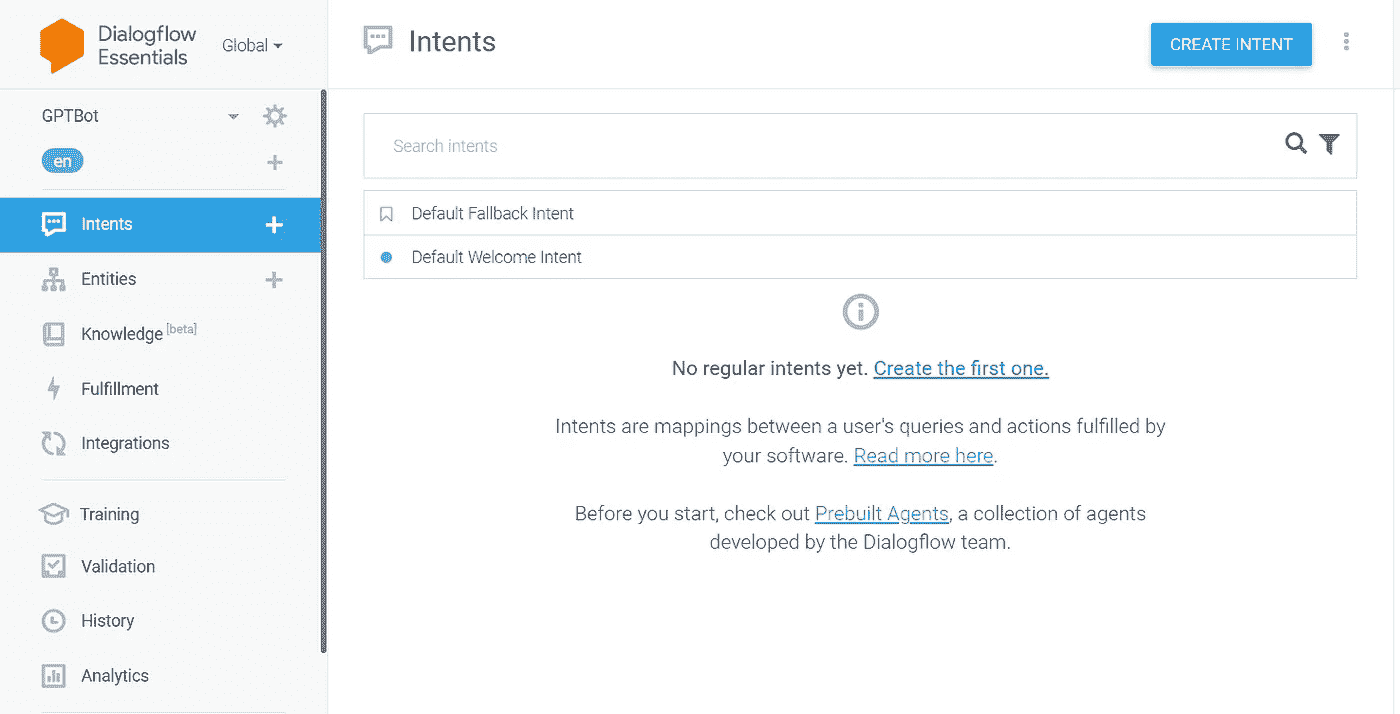 Dialogflow
Essentials
Global
GPTBot
en
Intents
Entities
Knowledge [beta]
Fulfillment
Integrations
Training
Validation
History
Analytics
Intents
CREATE INTENT
Search intents
Default Fallback Intent
Default Welcome Intent
No regular intents yet. Create the first one.
Intents are mappings between a user's queries and actions fulfilled by
your software. Read more here.
Before you start, check out Prebuilt Agents, a collection of agents
developed by the Dialogflow team.